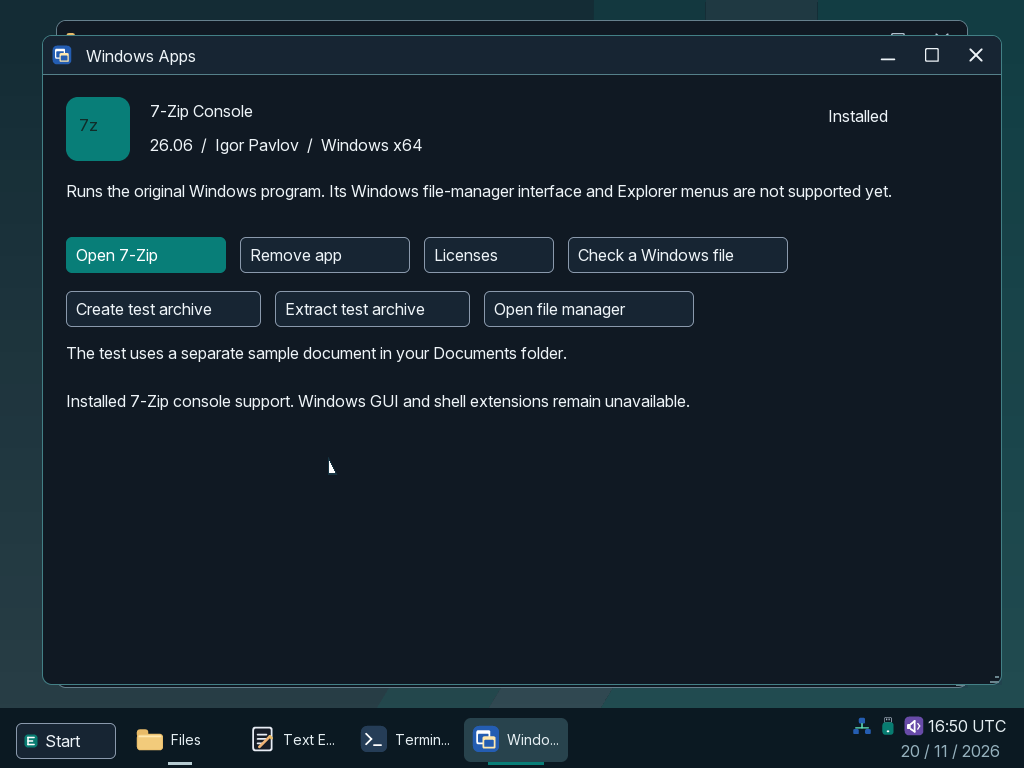 Windows Apps
7z
7-Zip Console
Installed
26.06 / Igor Pavlov / Windows x64
Runs the original Windows program. Its Windows file-manager interface and Explorer menus are not supported yet.
Open 7-Zip
Remove app
Licenses
Check a Windows file
Create test archive
Extract test archive
Open file manager
The test uses a separate sample document in your Documents folder.
Installed 7-Zip console support. Windows GUI and shell extensions remain unavailable.
E Start
Files
Text E...
Termin...
Windo...
16:50 UTC
20 / 11 / 2026